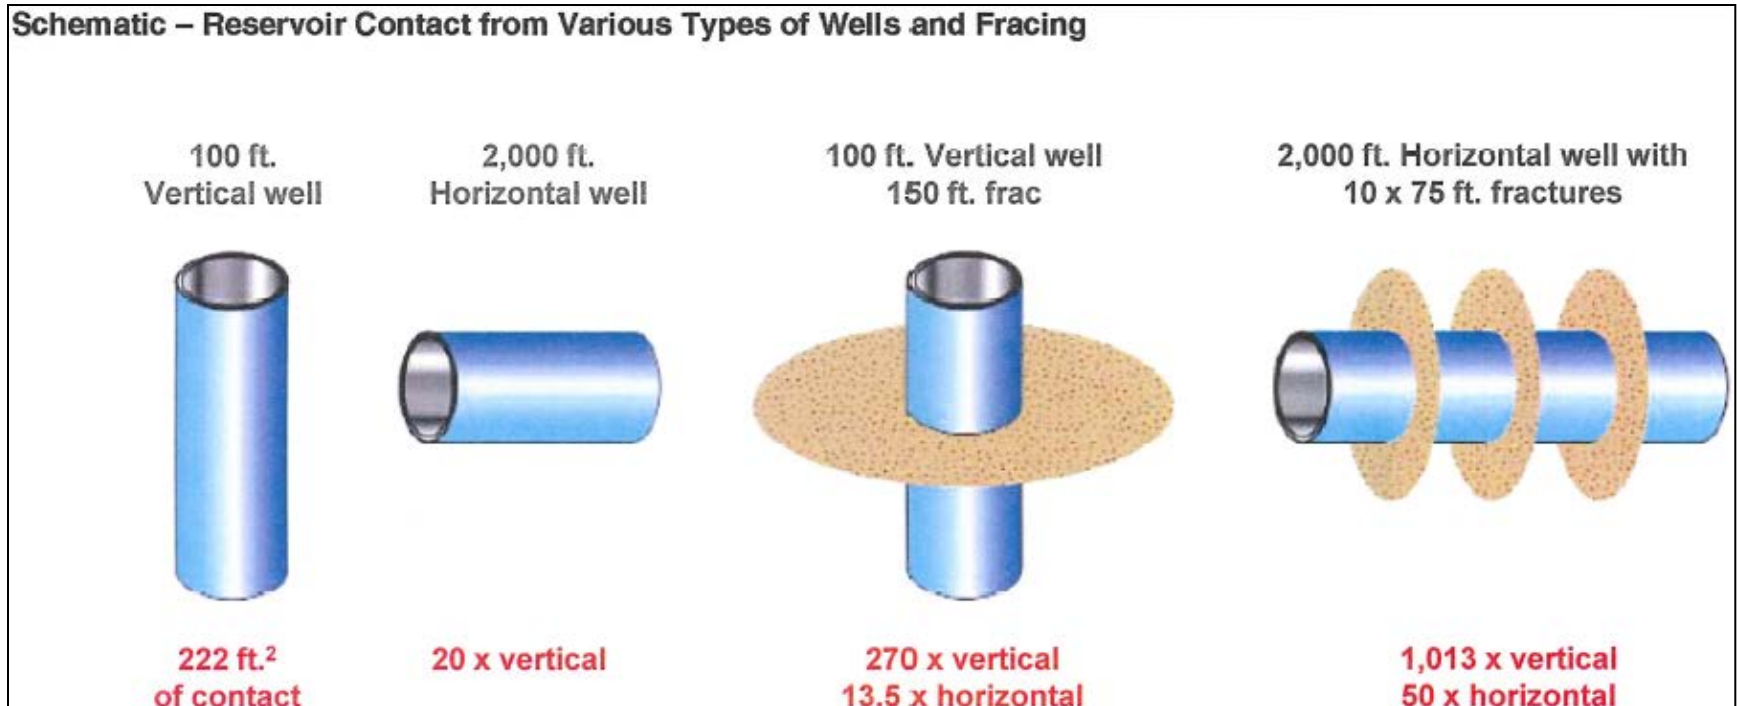 Schematic – Reservoir Contact from Various Types of Wells and Fracing
100 ft.
Vertical well
2,000 ft.
Horizontal well
100 ft. Vertical well
150 ft. frac
2,000 ft. Horizontal well with
10 x 75 ft. fractures
222 ft.²
of contact
20 x vertical
270 x vertical
13.5 x horizontal
1,013 x vertical
50 x horizontal